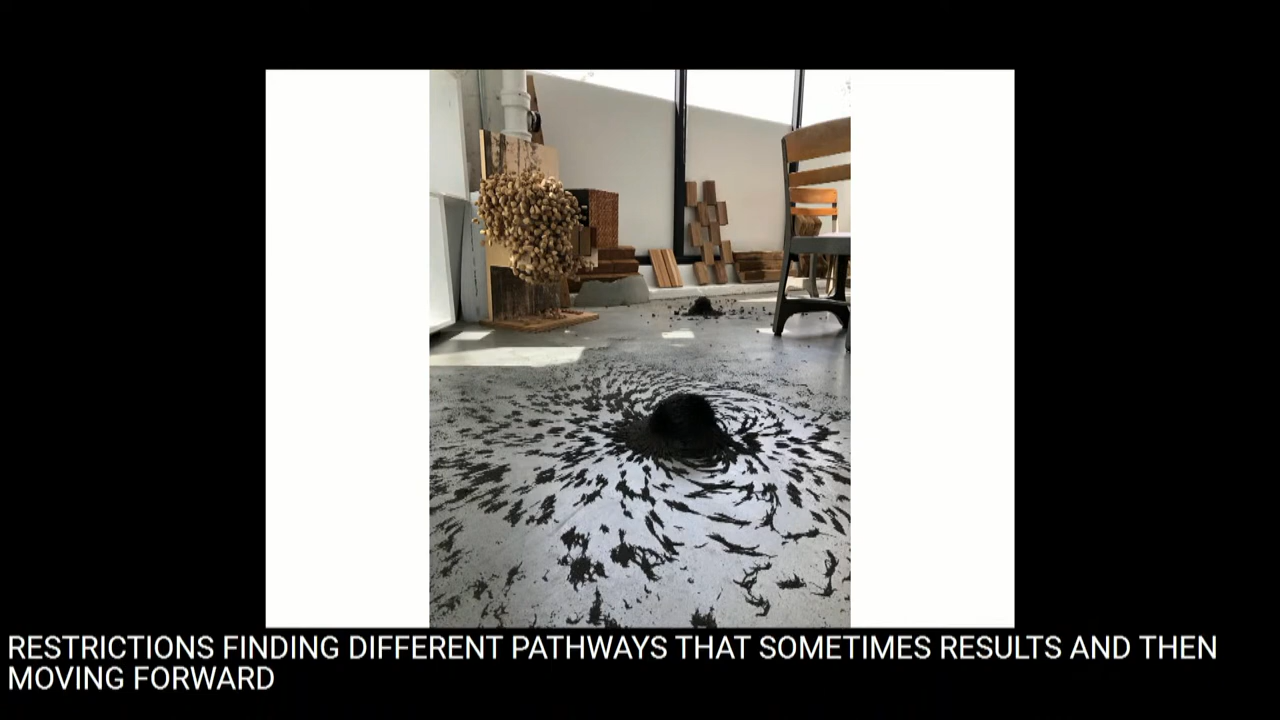 RESTRICTIONS FINDING DIFFERENT PATHWAYS THAT SOMETIMES RESULTS AND THEN
MOVING FORWARD